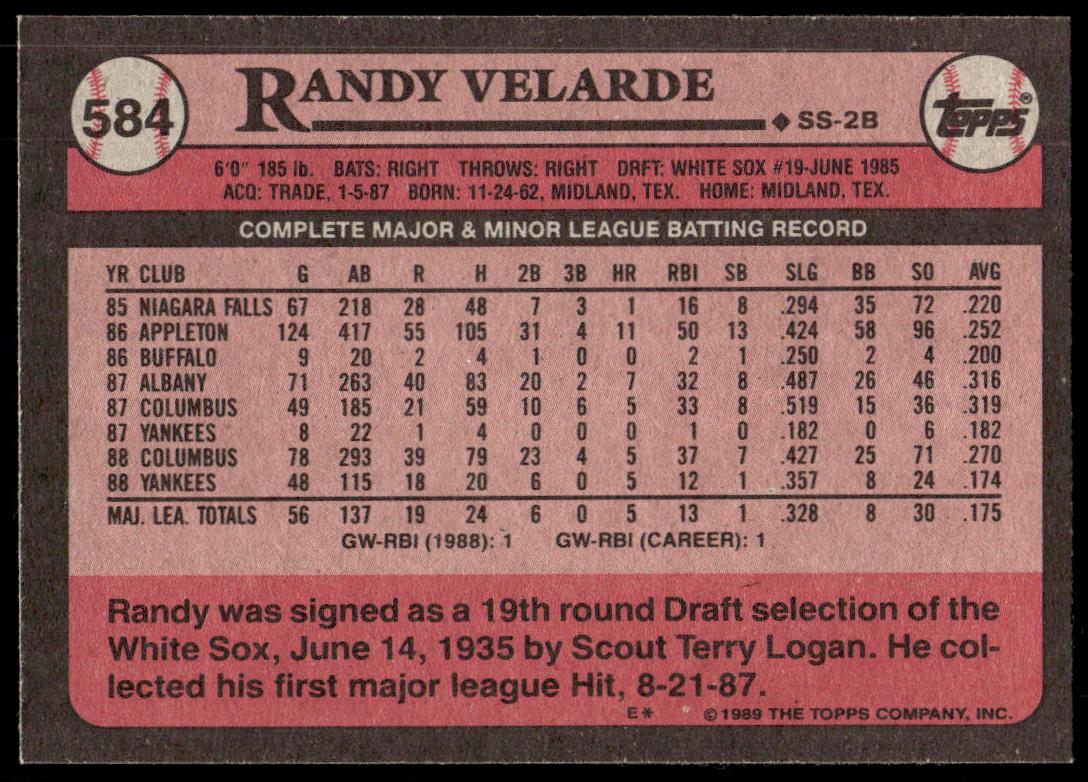 584
RANDY VELARDE
◆ SS-2B
TOPPS®
6'0" 185 lb. BATS: RIGHT THROWS: RIGHT DRFT: WHITE SOX #19-JUNE 1985
ACQ: TRADE, 1-5-87 BORN: 11-24-62, MIDLAND, TEX. HOME: MIDLAND, TEX.
COMPLETE MAJOR & MINOR LEAGUE BATTING RECORD
YR CLUB G AB R H 2B 3B HR RBI SB SLG BB SO AVG
85 NIAGARA FALLS 67 218 28 48 7 3 1 16 8 .294 35 72 .220
86 APPLETON 124 417 55 105 31 4 11 50 13 .424 58 96 .252
86 BUFFALO 9 20 2 4 1 0 0 2 1 .250 2 4 .200
87 ALBANY 71 263 40 83 20 2 7 32 8 .487 26 46 .316
87 COLUMBUS 49 185 21 59 10 6 5 33 8 .519 15 36 .319
87 YANKEES 8 22 1 4 0 0 0 1 0 .182 0 6 .182
88 COLUMBUS 78 293 39 79 23 4 5 37 7 .427 25 71 .270
88 YANKEES 48 115 18 20 6 0 5 12 1 .357 8 24 .174
MAJ. LEA. TOTALS 56 137 19 24 6 0 5 13 1 .328 8 30 .175
GW-RBI (1988): 1 GW-RBI (CAREER): 1
Randy was signed as a 19th round Draft selection of the
White Sox, June 14, 1935 by Scout Terry Logan. He col-
lected his first major league Hit, 8-21-87.
E* ©1989 THE TOPPS COMPANY, INC.